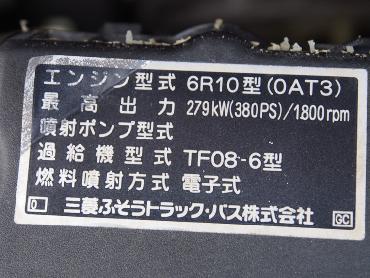 エンジン型式 6R10型(0AT3)
最高出力 279kW(380PS)/1.800rpm
噴射ポンプ型式
過給機型式 TF08-6型
燃料噴射方式 電子式
0 三菱ふそうトラック・バス株式会社 GC